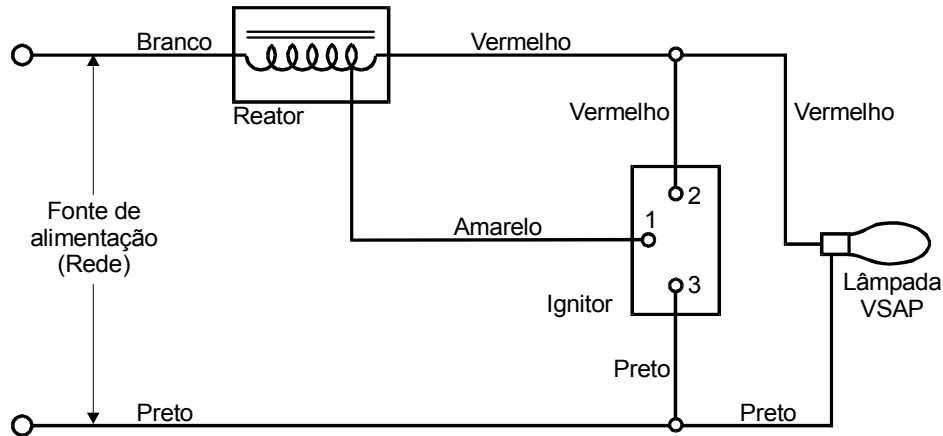 Branco
Vermelho
Reator
Vermelho
Vermelho
Fonte de
alimentação
(Rede)
Amarelo
1
2
3
Ignitor
Lâmpada
VSAP
Preto
Preto
Preto